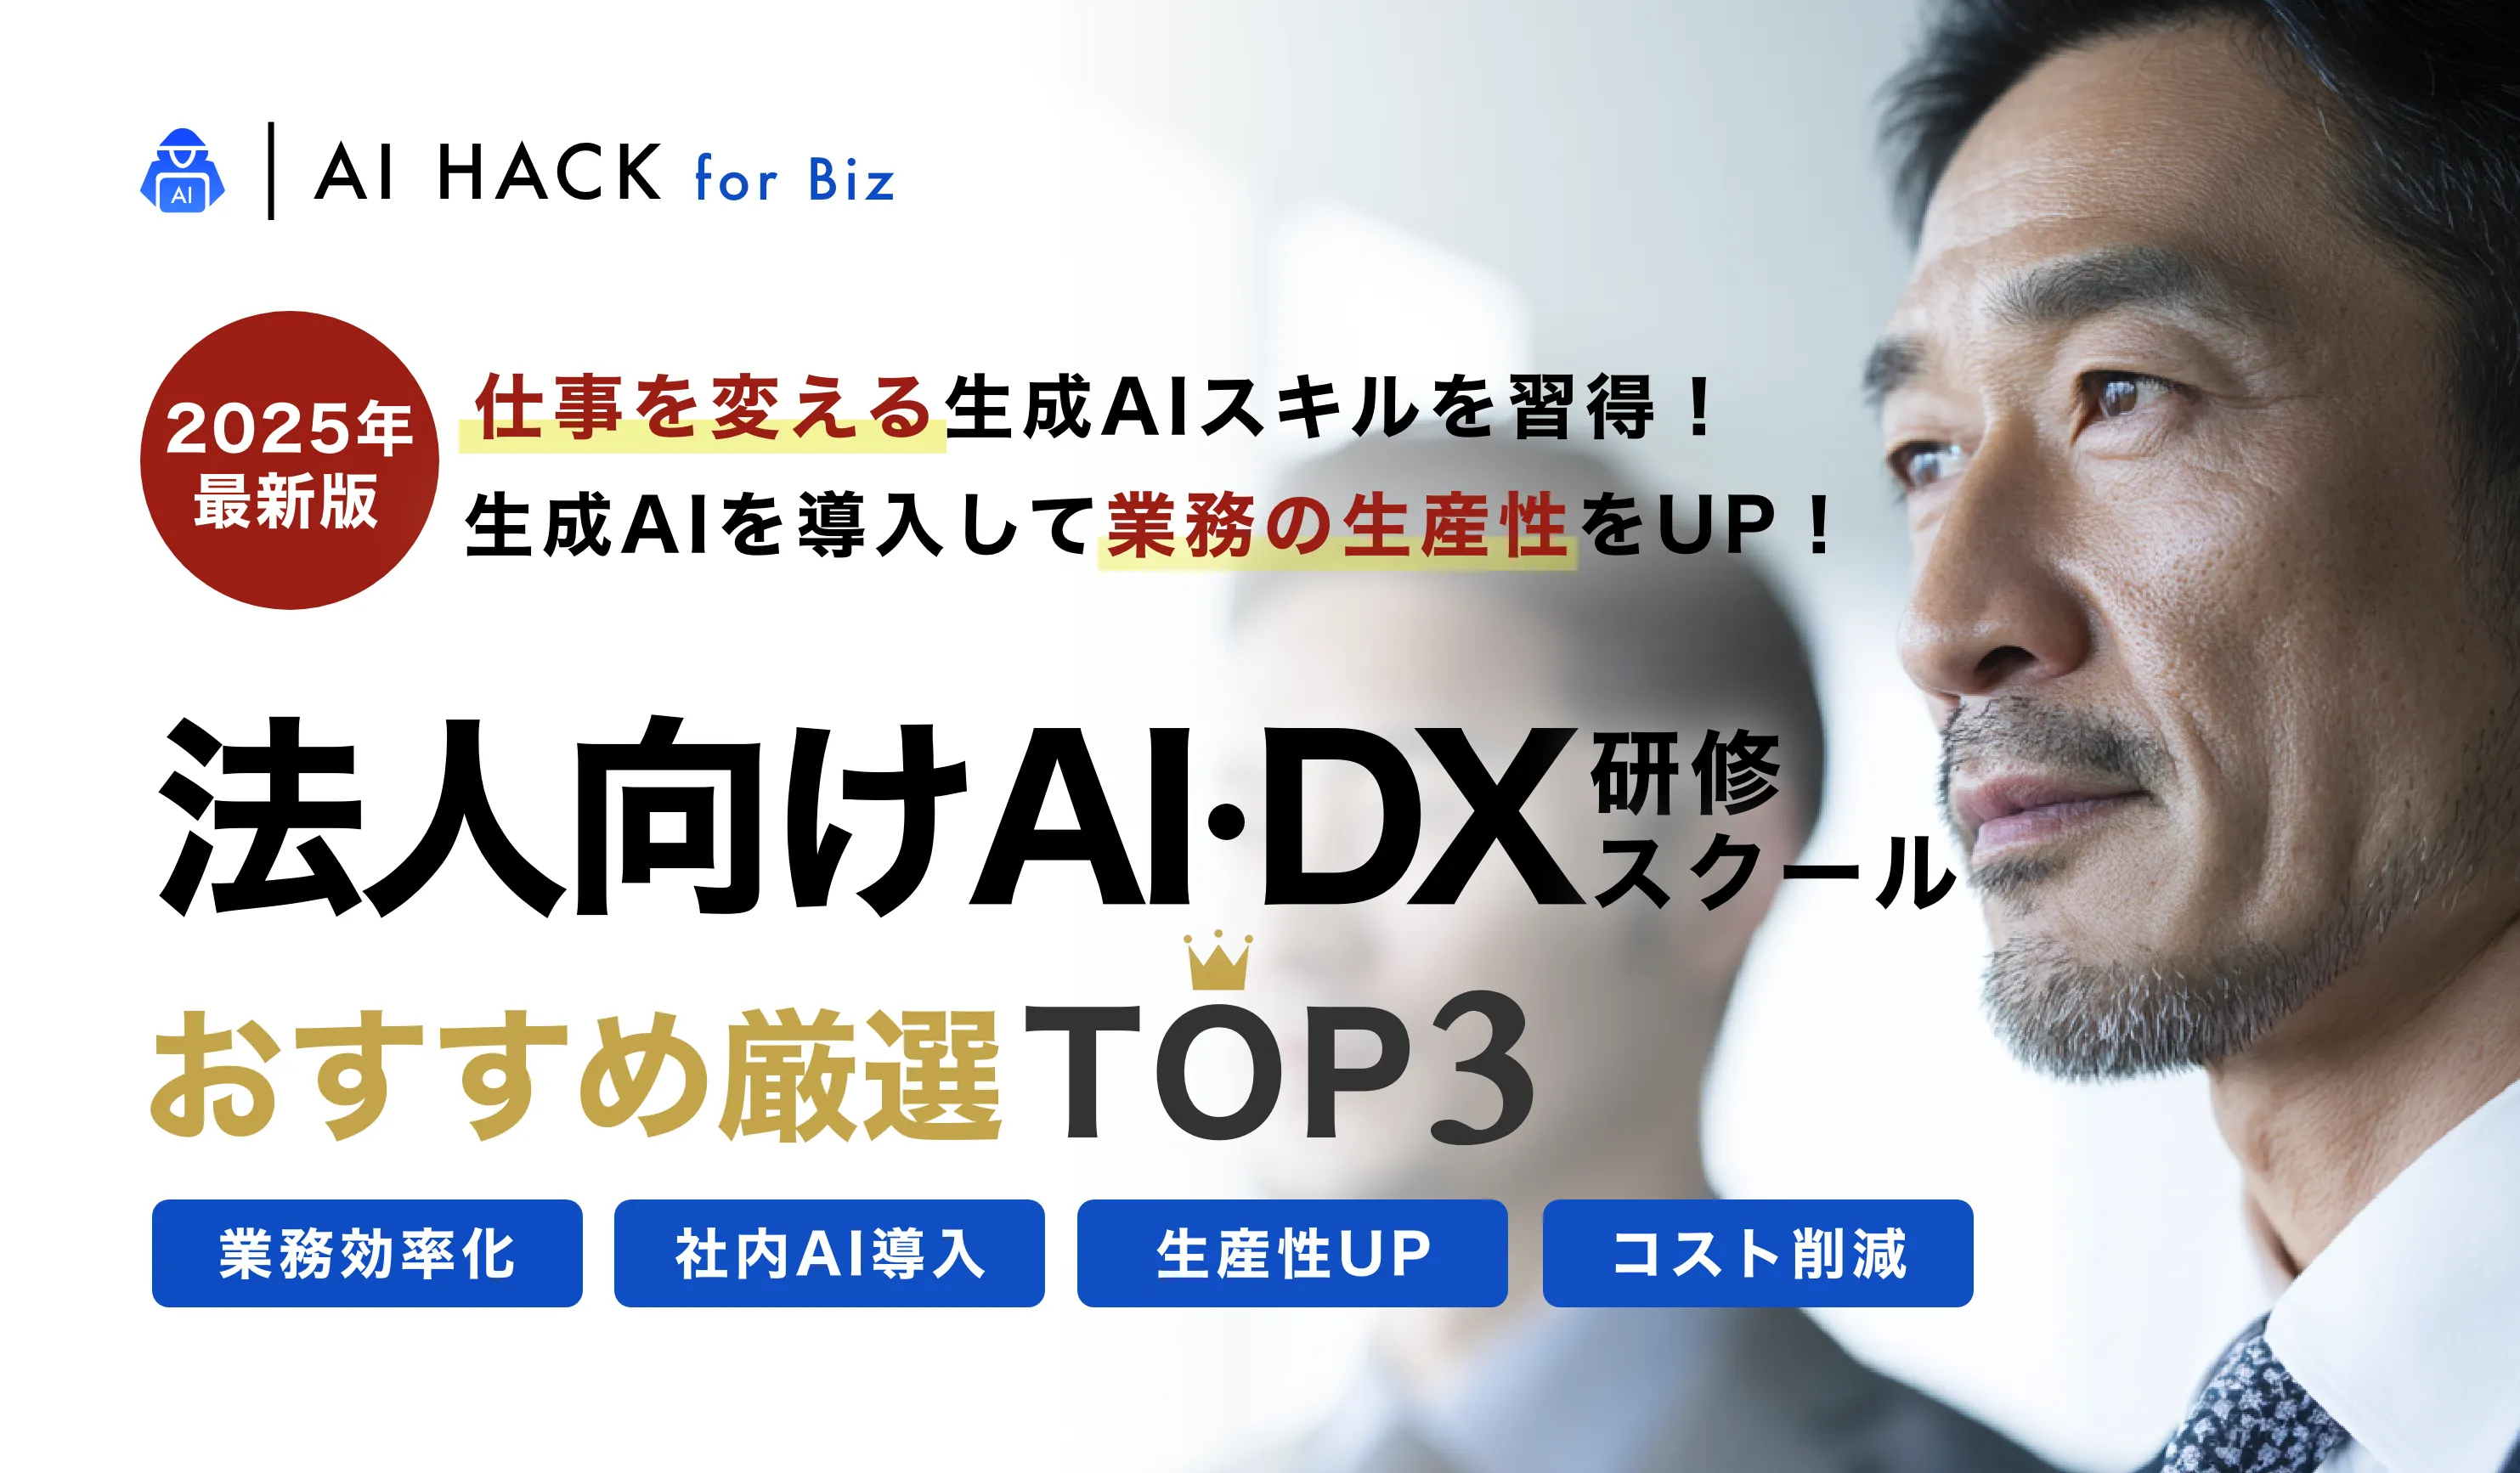 AI
AI HACK for Biz
2025年
最新版
仕事を変える生成AIスキルを習得！
生成AIを導入して業務の生産性をUP！
法人向けAI・DX研修
スクール
おすすめ厳選TOP3
業務効率化
社内AI導入
生産性UP
コスト削減